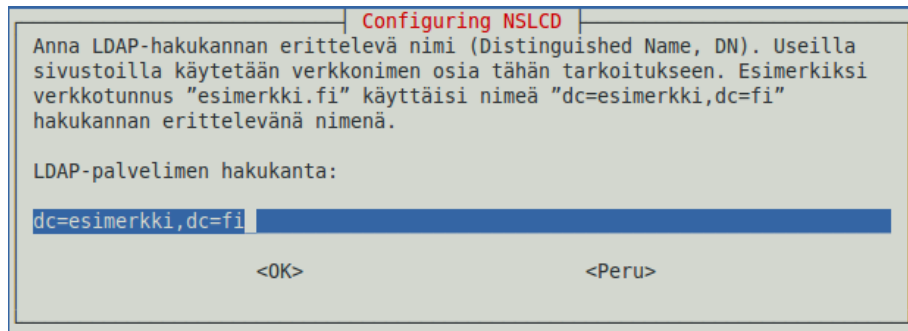 Configuring NSLCD
Anna LDAP-hakukannan erittelevä nimi (Distinguished Name, DN). Useilla
sivustoilla käytetään verkkonimen osia tähän tarkoitukseen. Esimerkiksi
verkkotunnus ”esimerkki.fi” käyttäisi nimeä ”dc=esimerkki,dc=fi”
hakukannan erittelevänä nimenä.
LDAP-palvelimen hakukanta:
dc=esimerkki,dc=fi
<OK> <Peru>